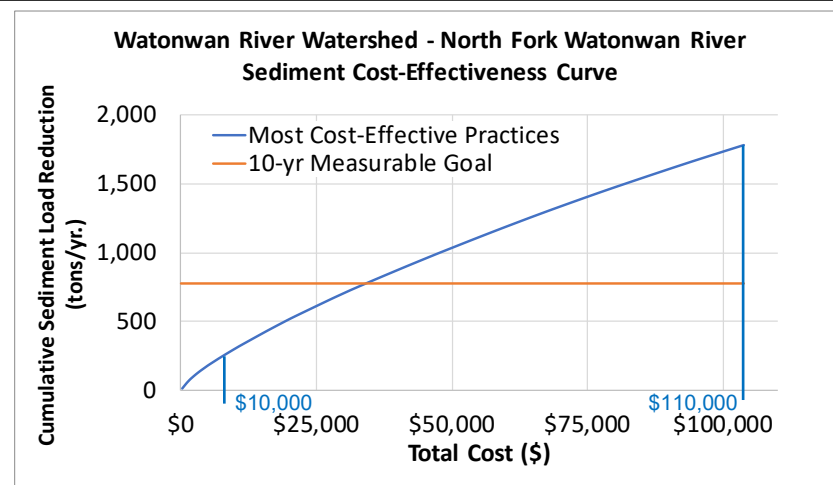 Watonwan River Watershed - North Fork Watonwan River
Sediment Cost-Effectiveness Curve
Cumulative Sediment Load Reduction
(tons/yr.)
2,000
1,500
1,000
500
0
Most Cost-Effective Practices
10-yr Measurable Goal
$10,000
$110,000
$0
$25,000
$50,000
$75,000
$100,000
Total Cost ($)